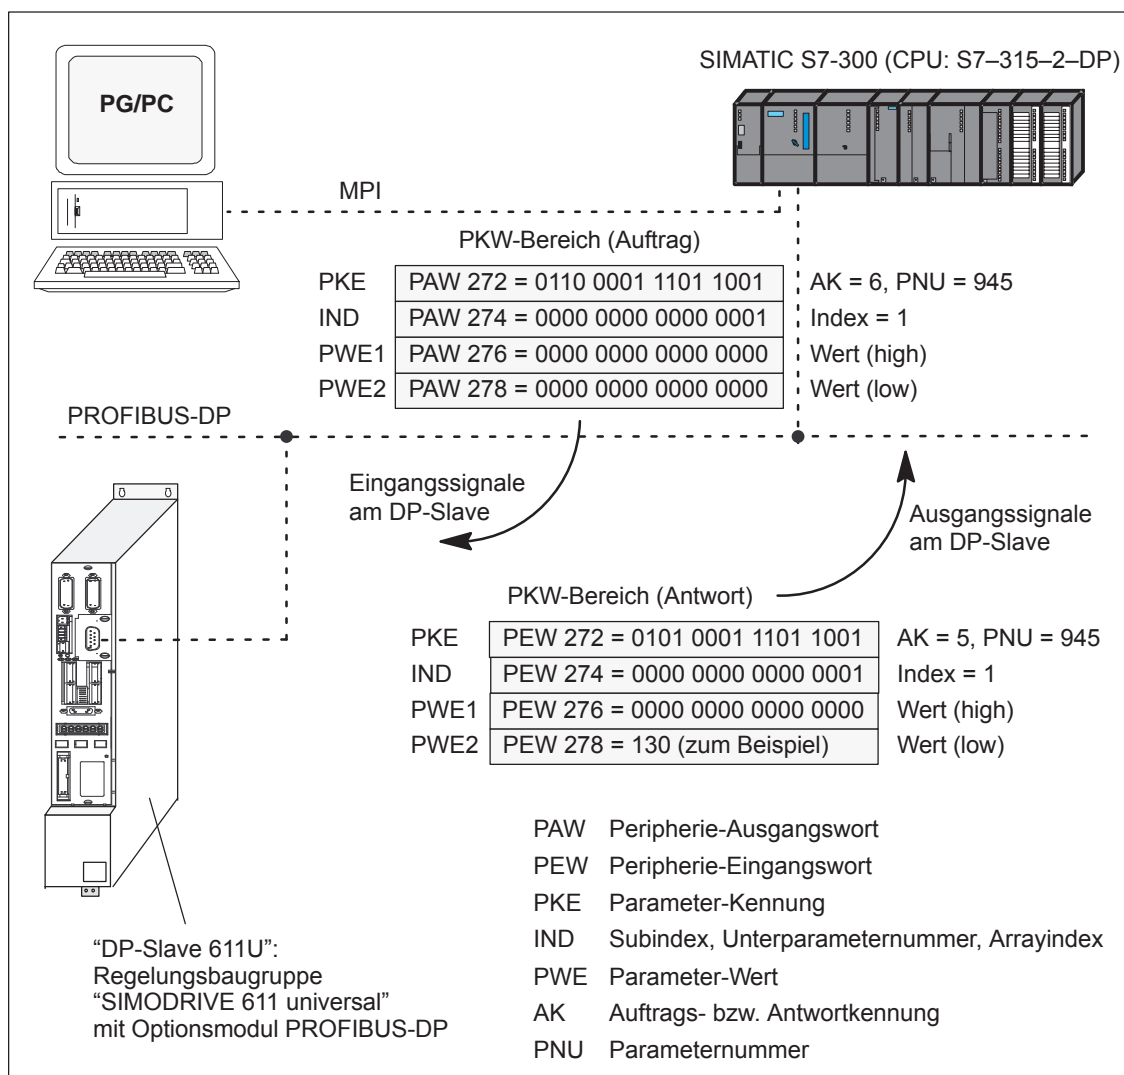 PG/PC
SIMATIC S7-300 (CPU: S7–315–2–DP)
MPI
PKW-Bereich (Auftrag)
PKE PAW 272 = 0110 0001 1101 1001 AK = 6, PNU = 945
IND PAW 274 = 0000 0000 0000 0001 Index = 1
PWE1 PAW 276 = 0000 0000 0000 0000 Wert (high)
PWE2 PAW 278 = 0000 0000 0000 0000 Wert (low)
PROFIBUS-DP
Eingangssignale
am DP-Slave
Ausgangssignale
am DP-Slave
PKW-Bereich (Antwort)
PKE PEW 272 = 0101 0001 1101 1001 AK = 5, PNU = 945
IND PEW 274 = 0000 0000 0000 0001 Index = 1
PWE1 PEW 276 = 0000 0000 0000 0000 Wert (high)
PWE2 PEW 278 = 130 (zum Beispiel) Wert (low)
PAW Peripherie-Ausgangswort
PEW Peripherie-Eingangswort
PKE Parameter-Kennung
IND Subindex, Unterparameternummer, Arrayindex
PWE Parameter-Wert
AK Auftrags- bzw. Antwortkennung
PNU Parameternummer
“DP-Slave 611U”:
Regelungsbaugruppe
“SIMODRIVE 611 universal”
mit Optionsmodul PROFIBUS-DP